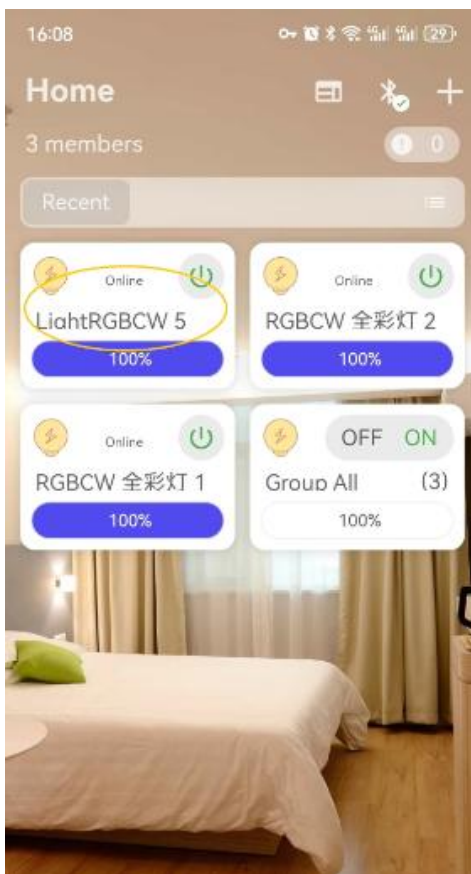 16:08 29
Home
3 members 0
Recent
Online
LightRGBCW 5
100%
Online
RGBCW 全彩灯 2
100%
Online
RGBCW 全彩灯 1
100%
OFF ON
Group All (3)
100%